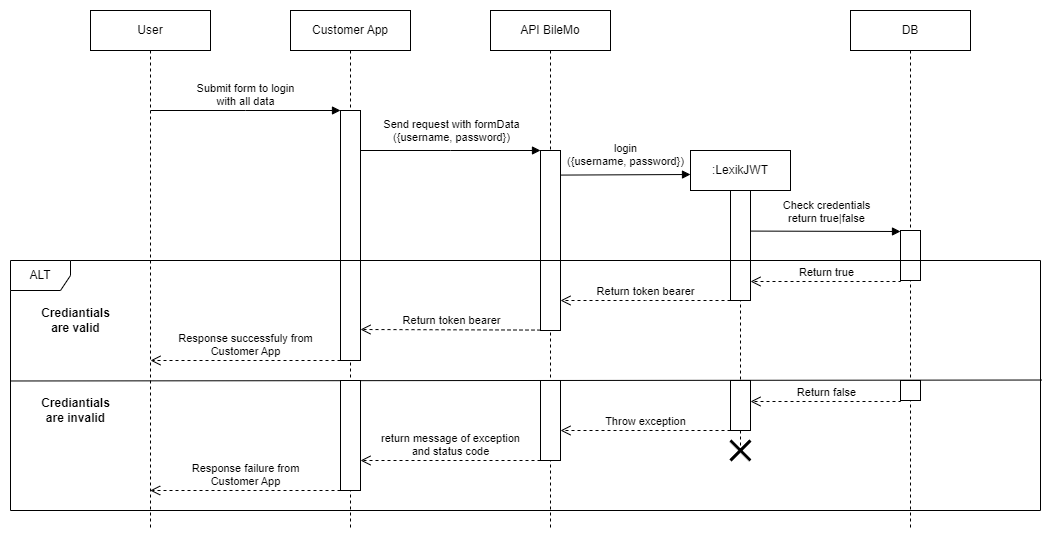 User
Customer App
API BileMo
DB
Submit form to login
with all data
Send request with formData
({username, password})
login
({username, password})
:LexikJWT
Check credentials
return true|false
ALT
Return true
Return token bearer
Crediantials
are valid
Return token bearer
Response successfuly from
Customer App
Crediantials
are invalid
Return false
Throw exception
return message of exception
and status code
Response failure from
Customer App